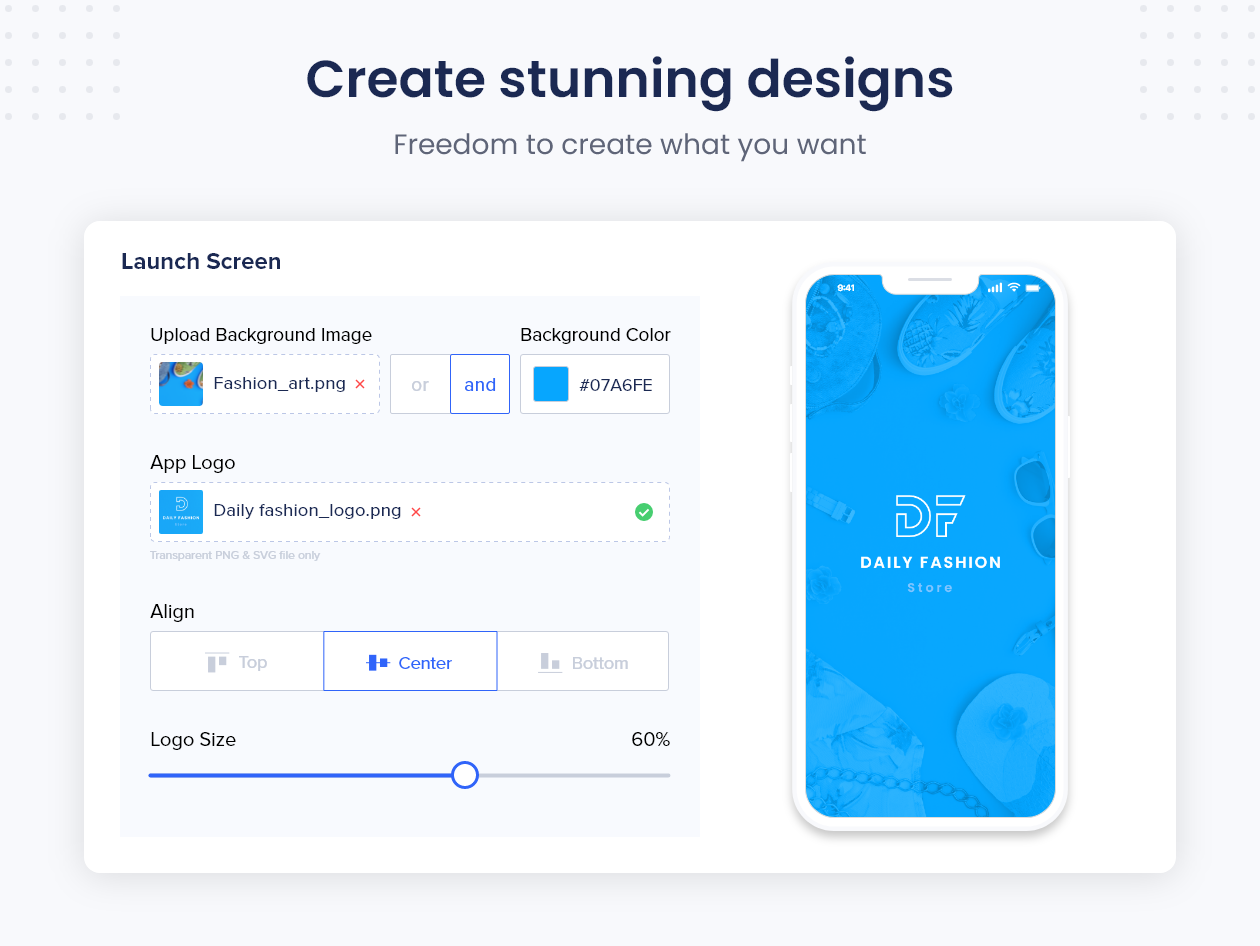 Create stunning designs
Freedom to create what you want
Launch Screen
Upload Background Image
Background Color
Fashion_art.png
or
and
#07A6FE
App Logo
DAILY FASHION
Daily fashion_logo.png
Transparent PNG & SVG file only
Align
Top
Center
Bottom
Logo Size
60%
9:41
DF
DAILY FASHION
Store